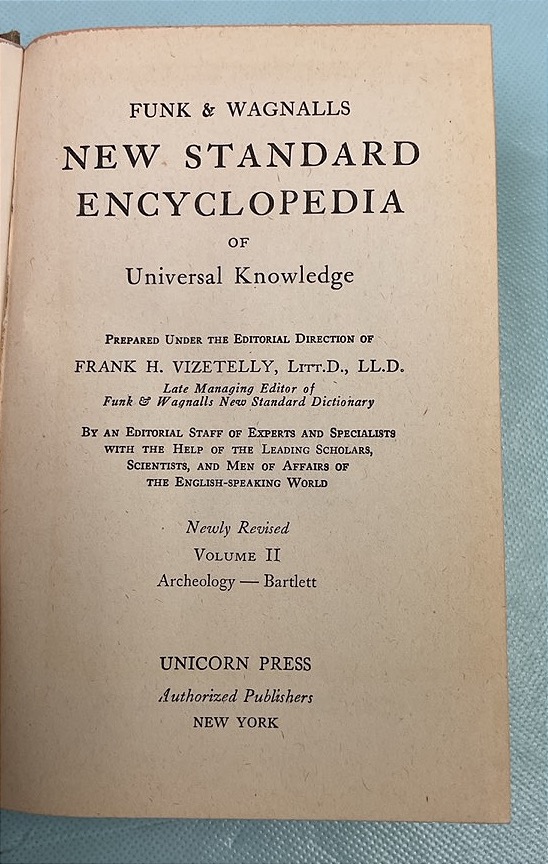 FUNK & WAGNALLS
NEW STANDARD
ENCYCLOPEDIA
OF
Universal Knowledge
PREPARED UNDER THE EDITORIAL DIRECTION OF
FRANK H. VIZETELLY, LITT.D., LL.D.
Late Managing Editor of
Funk & Wagnalls New Standard Dictionary
BY AN EDITORIAL STAFF OF EXPERTS AND SPECIALISTS
WITH THE HELP OF THE LEADING SCHOLARS,
SCIENTISTS, AND MEN OF AFFAIRS OF
THE ENGLISH-SPEAKING WORLD
Newly Revised
VOLUME II
Archeology — Bartlett
UNICORN PRESS
Authorized Publishers
NEW YORK